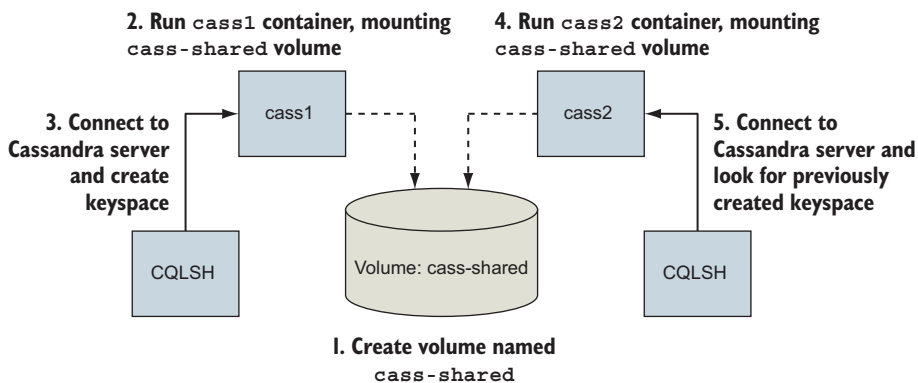 2. Run cass1 container, mounting
cass-shared volume
4. Run cass2 container, mounting
cass-shared volume
cass1
cass2
3. Connect to
Cassandra server
and create
keyspace
5. Connect to
Cassandra server and
look for previously
created keyspace
CQLSH
Volume: cass-shared
CQLSH
1. Create volume named
cass-shared